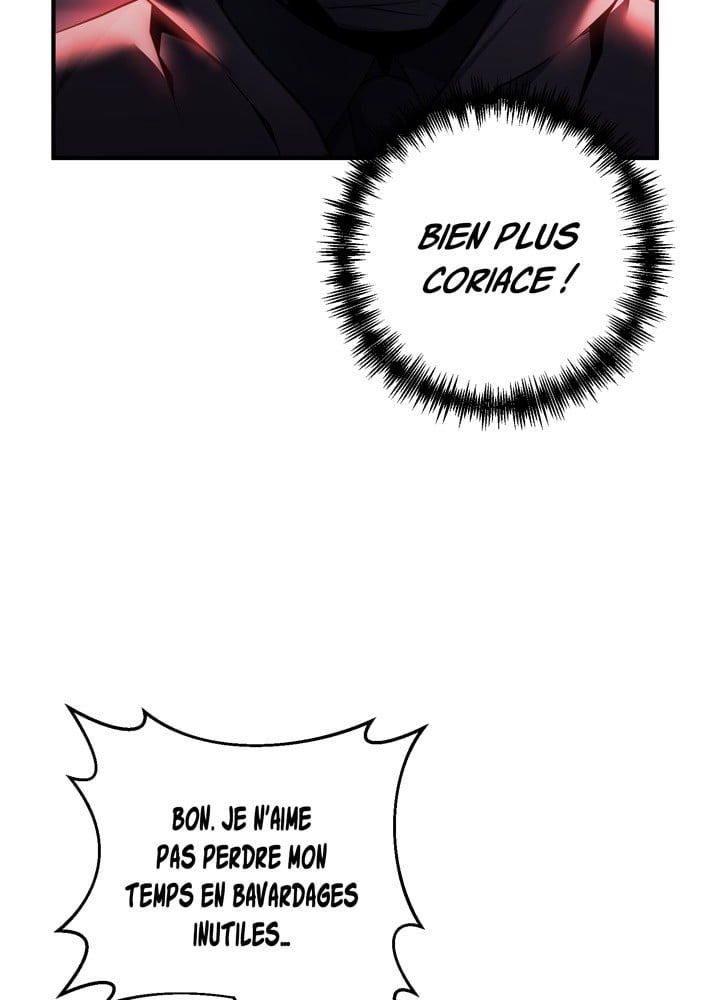 BIEN PLUS
CORIACE !
BON. JE N'AIME
PAS PERDRE MON
TEMPS EN BAVARDAGES
INUTILES...